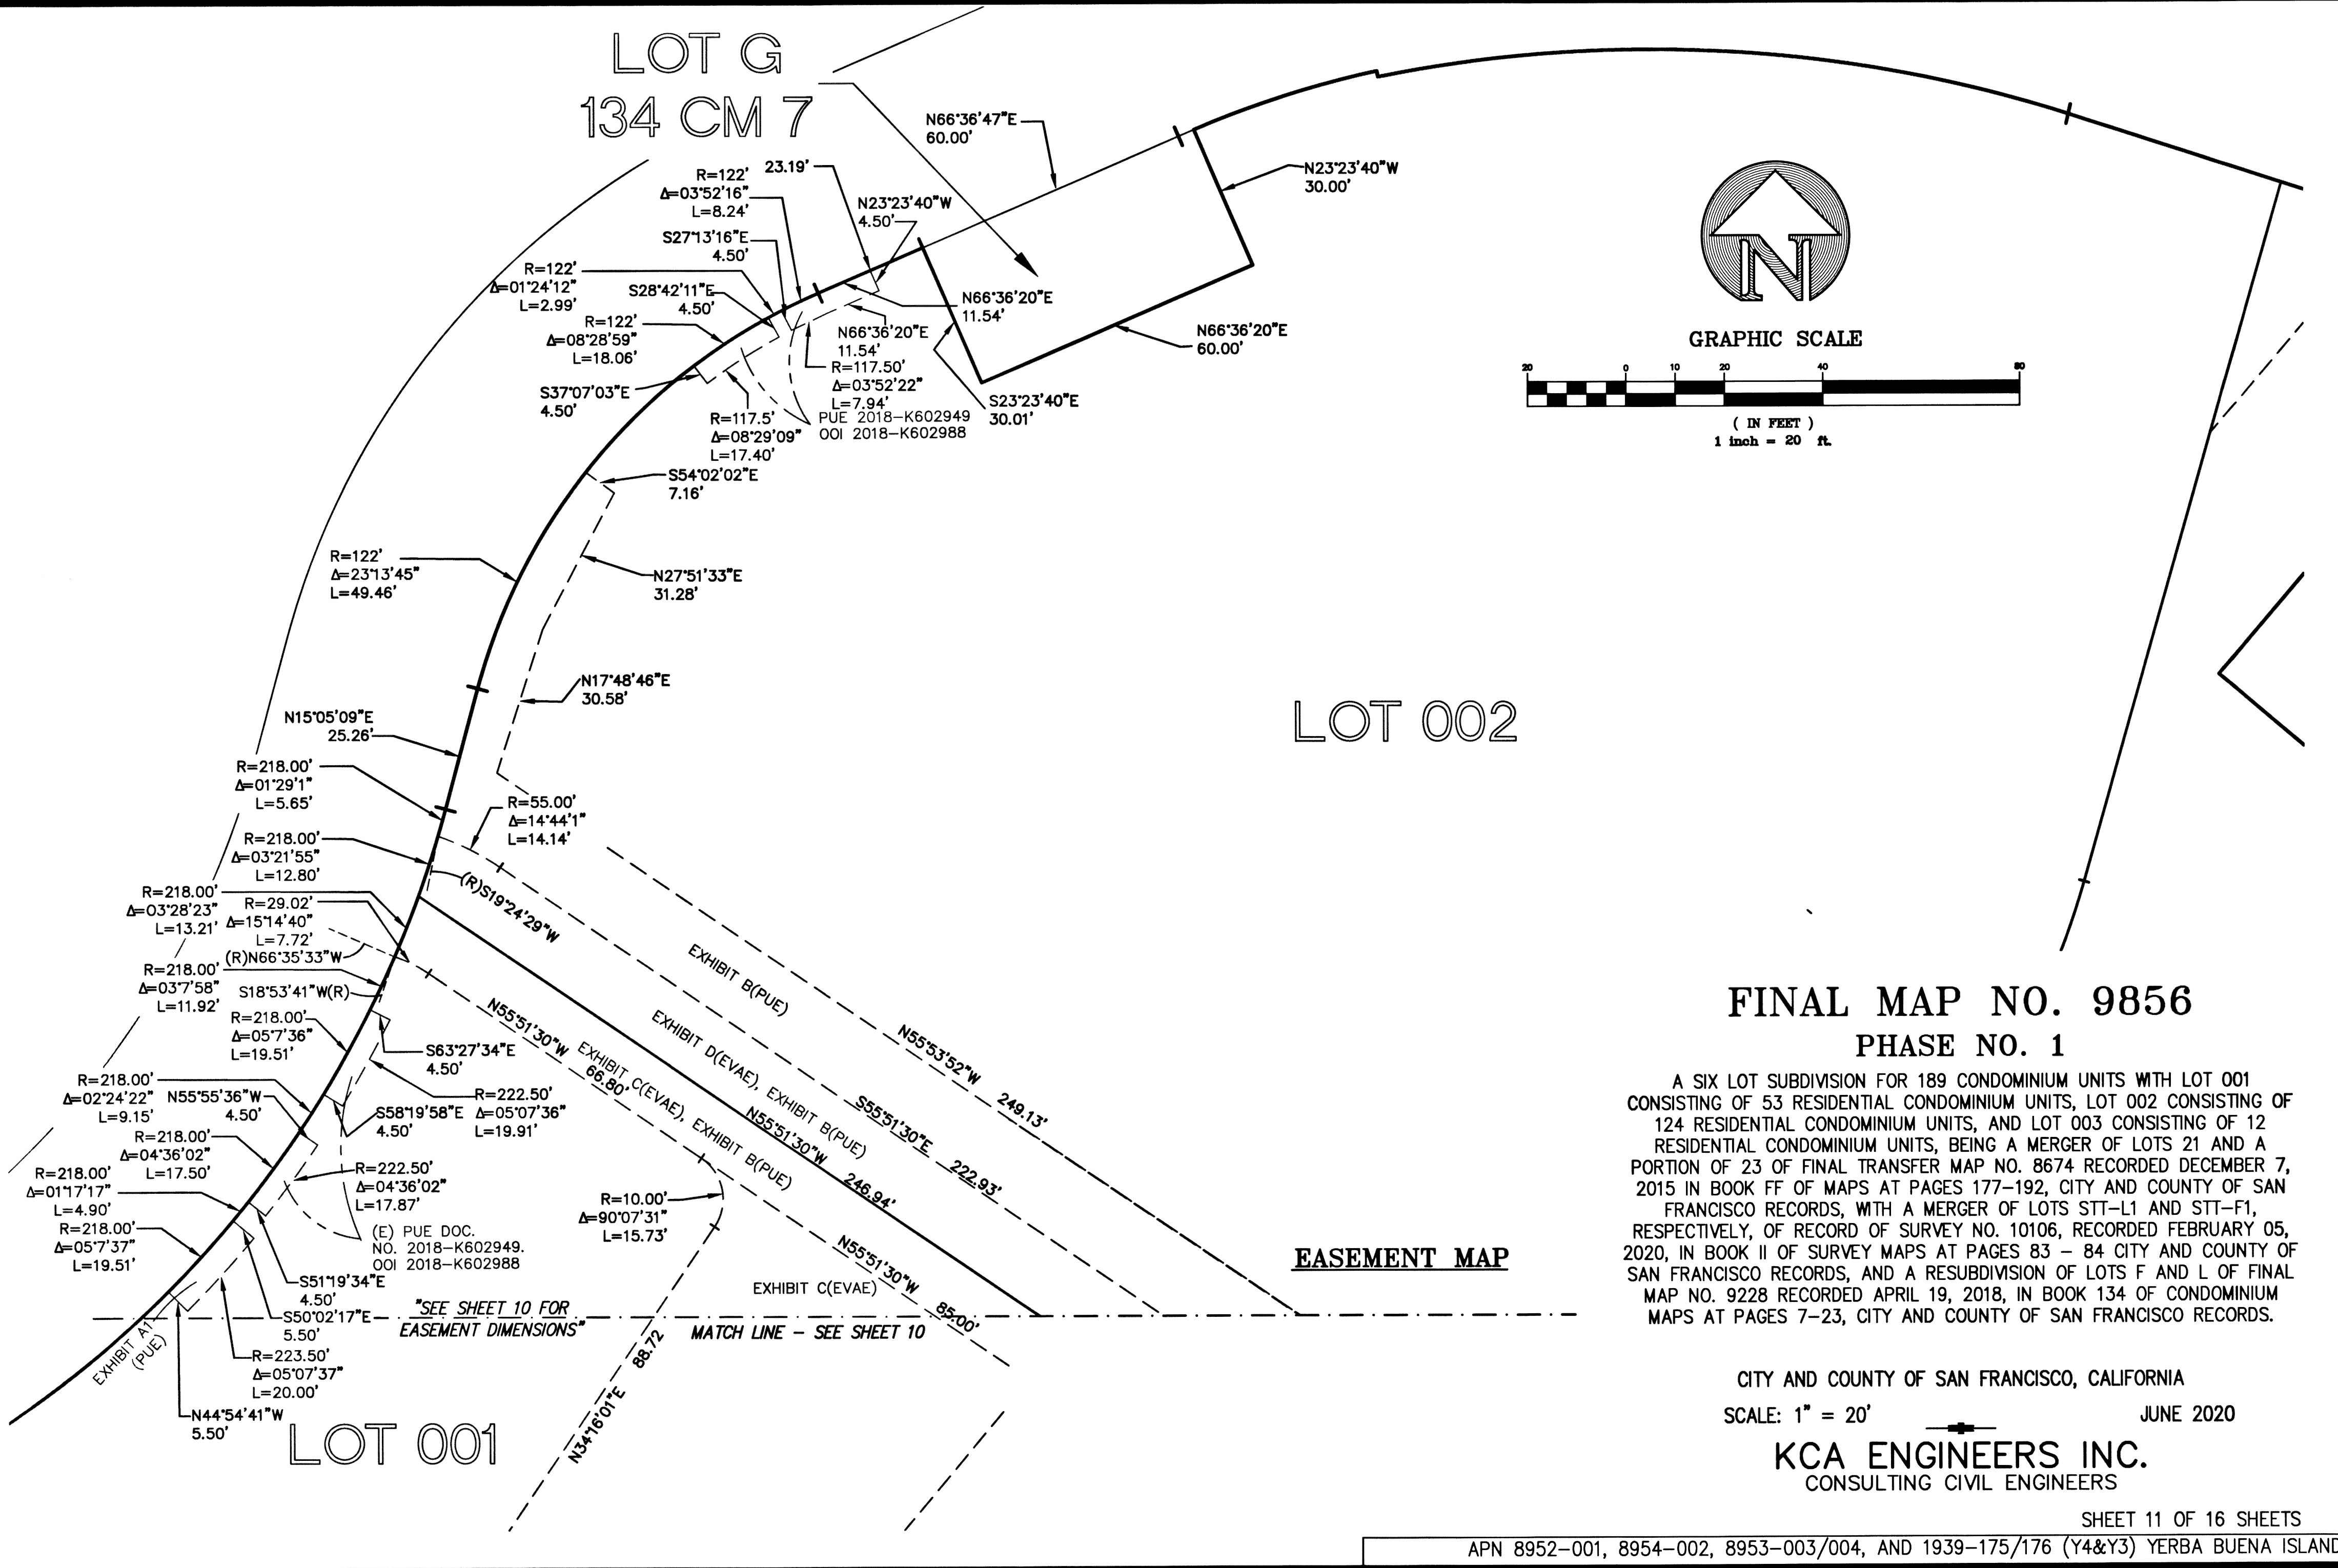 LOT G
134 CM 7
N66°36'47"E
60.00'
N23°23'40"W
30.00'
23.19'
R=122'
Δ=03°52'16"
L=8.24'
N23°23'40"W
4.50'
S27°13'16"E
4.50'
R=122'
Δ=01°24'12"
L=2.99'
S28°42'11"E
4.50'
R=122'
Δ=08°28'59"
L=18.06'
N66°36'20"E
11.54'
N66°36'20"E
11.54'
N66°36'20"E
60.00'
R=117.50'
Δ=03°52'22"
L=7.94'
S37°07'03"E
4.50'
S23°23'40"E
30.01'
R=117.5'
Δ=08°29'09"
L=17.40'
PUE 2018-K602949
OOI 2018-K602988
S54°02'02"E
7.16'
R=122'
Δ=23°13'45"
L=49.46'
N27°51'33"E
31.28'
N17°48'46"E
30.58'
LOT 002
N15°05'09"E
25.26'
R=218.00'
Δ=01°29'1"
L=5.65'
R=55.00'
Δ=14°44'1"
L=14.14'
R=218.00'
Δ=03°21'55"
L=12.80'
(R)S19°24'29"W
R=218.00'
Δ=03°28'23"
L=13.21'
R=29.02'
Δ=15°14'40"
L=7.72'
(R)N66°35'33"W
R=218.00'
Δ=03°7'58"
L=11.92'
S18°53'41"W(R)
R=218.00'
Δ=05°7'36"
L=19.51'
S63°27'34"E
4.50'
R=222.50'
Δ=05°07'36"
L=19.91'
S58°19'58"E
4.50'
R=218.00'
Δ=02°24'22"
L=9.15'
N55°55'36"W
4.50'
R=218.00'
Δ=04°36'02"
L=17.50'
R=222.50'
Δ=04°36'02"
L=17.87'
R=218.00'
Δ=01°17'17"
L=4.90'
R=218.00'
Δ=05°7'37"
L=19.51'
(E) PUE DOC.
NO. 2018-K602949.
OOI 2018-K602988
S51°19'34"E
4.50'
S50°02'17"E
5.50'
R=223.50'
Δ=05°07'37"
L=20.00'
N44°54'41"W
5.50'
EXHIBIT A1
(PUE)
LOT 001
EXHIBIT B(PUE)
N55°53'52"W 249.13'
EXHIBIT D(EVAE), EXHIBIT B(PUE)
S55°51'30"E 222.93'
N55°51'30"W 246.94'
N55°51'30"W 66.80'
EXHIBIT C(EVAE), EXHIBIT B(PUE)
R=10.00'
Δ=90°07'31"
L=15.73'
N55°51'30"W 85.00'
EXHIBIT C(EVAE)
"SEE SHEET 10 FOR
EASEMENT DIMENSIONS"
MATCH LINE - SEE SHEET 10
N34°16'01"E 88.72
EASEMENT MAP
N
GRAPHIC SCALE
20 0 10 20 40 80
( IN FEET )
1 inch = 20 ft.
FINAL MAP NO. 9856
PHASE NO. 1
A SIX LOT SUBDIVISION FOR 189 CONDOMINIUM UNITS WITH LOT 001
CONSISTING OF 53 RESIDENTIAL CONDOMINIUM UNITS, LOT 002 CONSISTING OF
124 RESIDENTIAL CONDOMINIUM UNITS, AND LOT 003 CONSISTING OF 12
RESIDENTIAL CONDOMINIUM UNITS, BEING A MERGER OF LOTS 21 AND A
PORTION OF 23 OF FINAL TRANSFER MAP NO. 8674 RECORDED DECEMBER 7,
2015 IN BOOK FF OF MAPS AT PAGES 177-192, CITY AND COUNTY OF SAN
FRANCISCO RECORDS, WITH A MERGER OF LOTS STT-L1 AND STT-F1,
RESPECTIVELY, OF RECORD OF SURVEY NO. 10106, RECORDED FEBRUARY 05,
2020, IN BOOK II OF SURVEY MAPS AT PAGES 83 - 84 CITY AND COUNTY OF
SAN FRANCISCO RECORDS, AND A RESUBDIVISION OF LOTS F AND L OF FINAL
MAP NO. 9228 RECORDED APRIL 19, 2018, IN BOOK 134 OF CONDOMINIUM
MAPS AT PAGES 7-23, CITY AND COUNTY OF SAN FRANCISCO RECORDS.
CITY AND COUNTY OF SAN FRANCISCO, CALIFORNIA
SCALE: 1" = 20' JUNE 2020
KCA ENGINEERS INC.
CONSULTING CIVIL ENGINEERS
SHEET 11 OF 16 SHEETS
APN 8952-001, 8954-002, 8953-003/004, AND 1939-175/176 (Y4&Y3) YERBA BUENA ISLAND